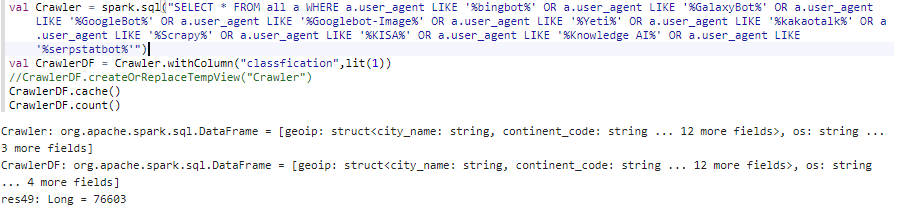 val Crawler = spark.sql("SELECT * FROM all a WHERE a.user_agent LIKE '%bingbot%' OR a.user_agent LIKE '%GalaxyBot%' OR a.user_agent
LIKE '%GoogleBot%' OR a.user_agent LIKE '%Googlebot-Image%' OR a.user_agent LIKE '%Yeti%' OR a.user_agent LIKE '%kakaotalk%' OR a
.user_agent LIKE '%Scrapy%' OR a.user_agent LIKE '%KISA%' OR a.user_agent LIKE '%Knowledge AI%' OR a.user_agent LIKE
'%serpstatbot%'")
val CrawlerDF = Crawler.withColumn("classfication",lit(1))
//CrawlerDF.createOrReplaceTempView("Crawler")
CrawlerDF.cache()
CrawlerDF.count()
Crawler: org.apache.spark.sql.DataFrame = [geoip: struct<city_name: string, continent_code: string ... 12 more fields>, os: string ...
3 more fields]
CrawlerDF: org.apache.spark.sql.DataFrame = [geoip: struct<city_name: string, continent_code: string ... 12 more fields>, os: string
... 4 more fields]
res49: Long = 76603